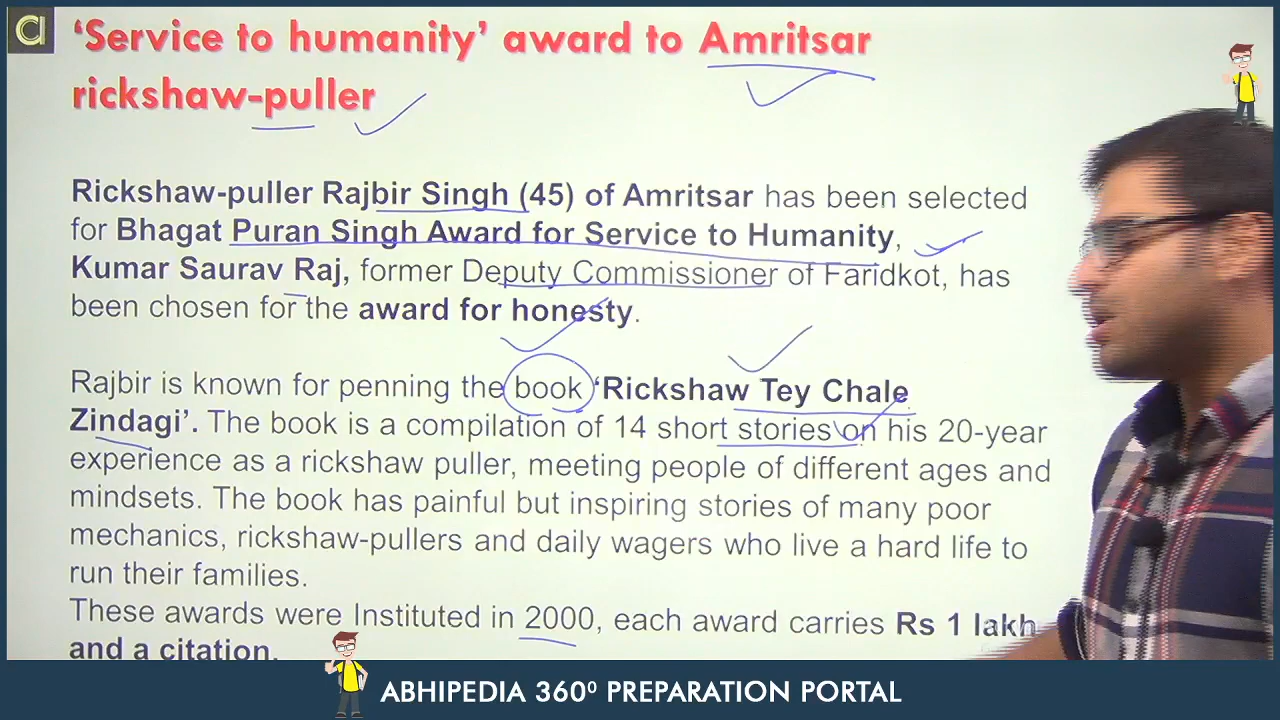 ‘Service to humanity’ award to Amritsar
rickshaw-puller
Rickshaw-puller Rajbir Singh (45) of Amritsar has been selected
for Bhagat Puran Singh Award for Service to Humanity,
Kumar Saurav Raj, former Deputy Commissioner of Faridkot, has
been chosen for the award for honesty.
Rajbir is known for penning the book ‘Rickshaw Tey Chale
Zindagi’. The book is a compilation of 14 short stories on his 20-year
experience as a rickshaw puller, meeting people of different ages and
mindsets. The book has painful but inspiring stories of many poor
mechanics, rickshaw-pullers and daily wagers who live a hard life to
run their families.
These awards were Instituted in 2000, each award carries Rs 1 lakh
and a citation.
ABHIPEDIA 360⁰ PREPARATION PORTAL